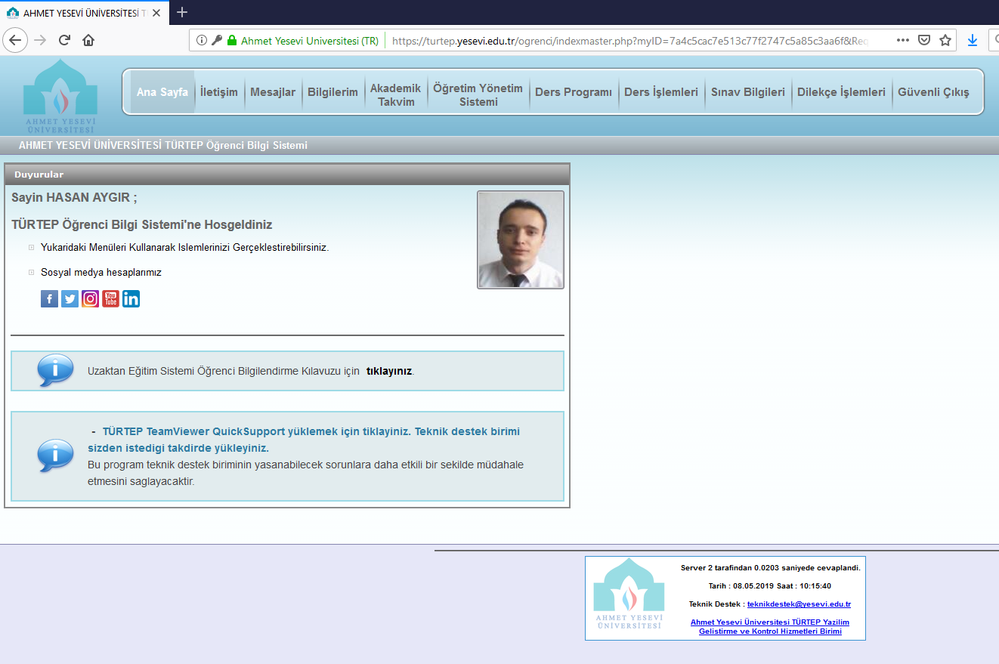 AHMET YESEVİ ÜNİVERSİTESİ T
Ahmet Yesevi Universitesi (TR)
https://turtep.yesevi.edu.tr/ogrenci/indexmaster.php?myID=7a4c5cac7e513c77f2747c5a85c3aa6f&Req
AHMET YESEVİ
ÜNİVERSİTESİ
Ana Sayfa
İletişim
Mesajlar
Bilgilerim
Akademik
Takvim
Öğretim Yönetim
Sistemi
Ders Programı
Ders İşlemleri
Sınav Bilgileri
Dilekçe İşlemleri
Güvenli Çıkış
AHMET YESEVİ ÜNİVERSİTESİ TÜRTEP Öğrenci Bilgi Sistemi
Duyurular
Sayin HASAN AYGIR ;
TÜRTEP Öğrenci Bilgi Sistemi'ne Hosgeldiniz
Yukaridaki Menüleri Kullanarak Islemlerinizi Gerçeklestirebilirsiniz.
Sosyal medya hesaplarımız
f
You
Tube
in
i
Uzaktan Eğitim Sistemi Öğrenci Bilgilendirme Kılavuzu için tıklayınız.
i
- TÜRTEP TeamViewer QuickSupport yüklemek için tiklayiniz. Teknik destek birimi
sizden istedigi takdirde yükleyiniz.
Bu program teknik destek biriminin yasanabilecek sorunlara daha etkili bir sekilde müdahale
etmesini saglayacaktir.
AHMET YESEVİ
ÜNİVERSİTESİ
Server 2 tarafindan 0.0203 saniyede cevaplandi.
Tarih : 08.05.2019 Saat : 10:15:40
Teknik Destek : teknikdestek@yesevi.edu.tr
Ahmet Yesevi Üniversitesi TÜRTEP Yazilim
Gelistirme ve Kontrol Hizmetleri Birimi